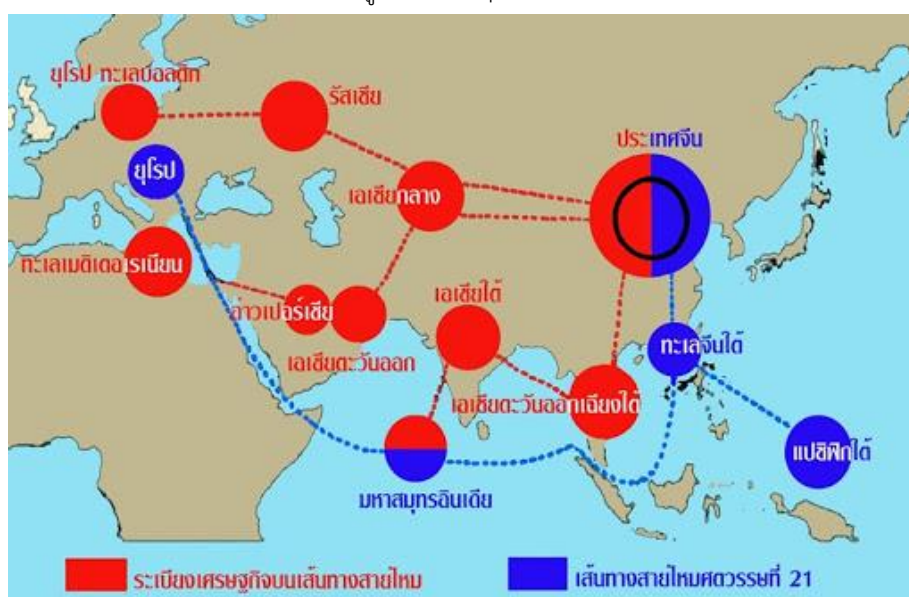 ยุโรป ทะเลบอลติก
รัสเซีย
ประเทศจีน
ยุโรป
เอเซียกลาง
ทะเลเมดิเตอเรเนียน
อ่าวเปอร์เซีย
เอเซียใต้
เอเซียตะวันออก
ทะเลจีนใต้
เอเซียตะวันออกเฉียงใต้
แปซิฟิกใต้
มหาสมุทรอินเดีย
ระเบียงเศรษฐกิจบนเส้นทางสายไหม
เส้นทางสายไหมศตวรรษที่ 21